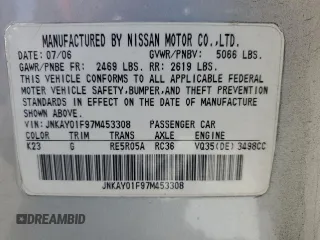 MANUFACTURED BY NISSAN MOTOR CO.,LTD.
DATE: 07/06 GVWR/PNBV: 5066 LBS.
GAWR/PNBE FR: 2469 LBS. RR: 2619 LBS.
THIS VEHICLE CONFORMS TO ALL APPLICABLE FEDERAL
MOTOR VEHICLE SAFETY,BUMPER,AND THEFT PREVENTION
STANDARDS IN EFFECT ON THE DATE OF MANUFACTURE
SHOWN ABOVE.
VIN:JNKAY01F97M453308 PASSENGER CAR
COLOR TRIM TRANS AXLE ENGINE
K23 G RE5R05A RC36 VQ35(DE) 3498CC
JNKAY01F97M453308
DREAMBID